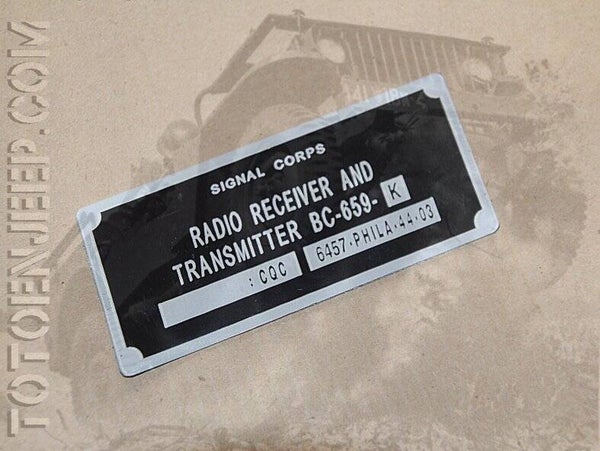 TOTOENJEEP.COM
SIGNAL CORPS
RADIO RECEIVER AND
TRANSMITTER BC-659- K
: CQC 6457·PHILA·44·03